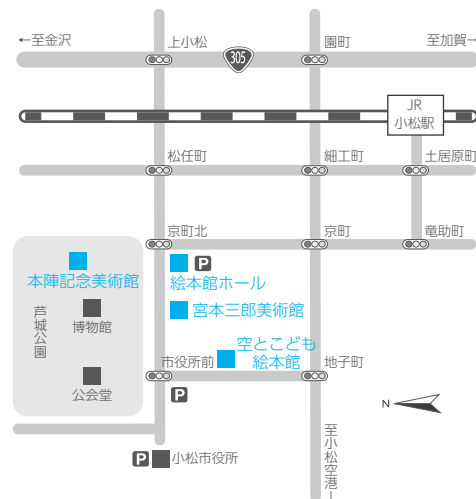 ←至金沢
上小松
305
園町
至加賀→
JR
小松駅
松任町
細工町
土居原町
京町北
京町
竜助町
P
本陣記念美術館
絵本館ホール
芦城公園
博物館
宮本三郎美術館
空とこども
絵本館
市役所前
地子町
公会堂
P
N
P
小松市役所
至小松空港↓